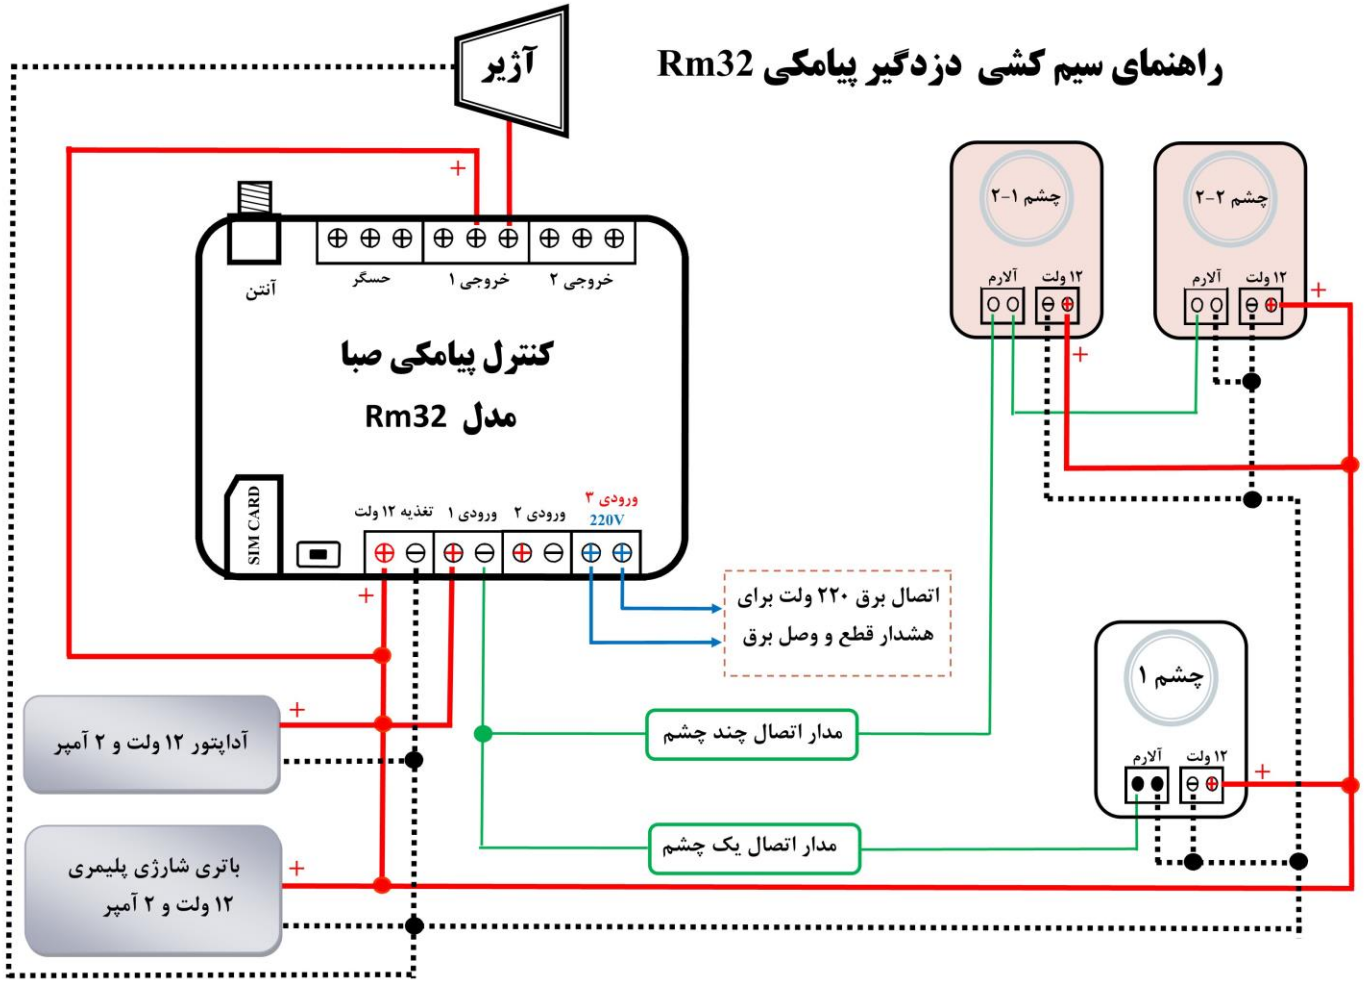 راهنمای سیم کشی دزدگیر پیامکی Rm32
آژیر
+
آنتن
حسگر
خروجی ۱
خروجی ۲
کنترل پیامکی صبا
مدل Rm32
SIM CARD
تغذیه ۱۲ ولت
ورودی ۱
ورودی ۲
ورودی ۳
220V
+
اتصال برق ۲۲۰ ولت برای
هشدار قطع و وصل برق
چشم ۱-۲
آلارم
۱۲ ولت
+
چشم ۲-۲
آلارم
۱۲ ولت
+
چشم ۱
آلارم
۱۲ ولت
+
آداپتور ۱۲ ولت و ۲ آمپر
+
مدار اتصال چند چشم
باتری شارژی پلیمری
۱۲ ولت و ۲ آمپر
+
مدار اتصال یک چشم